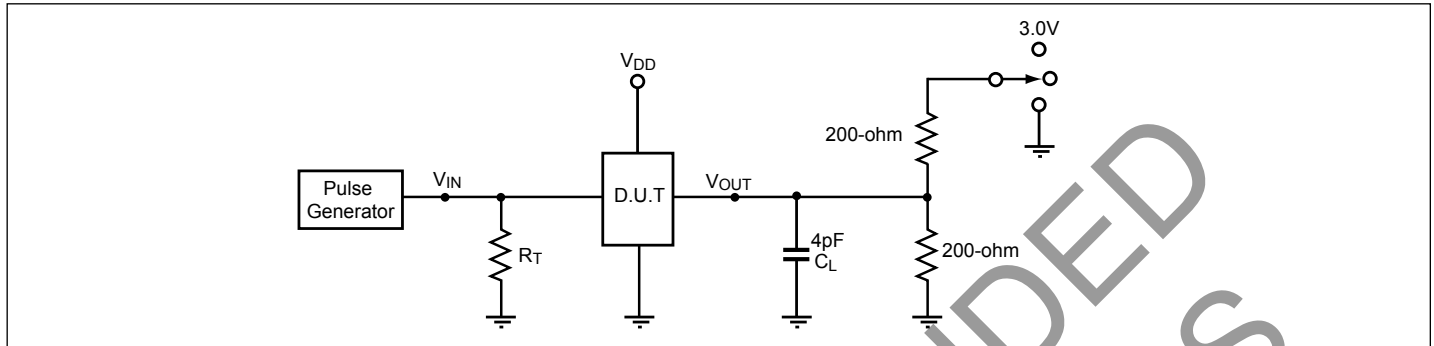 3.0V
VDD
200-ohm
Pulse
Generator
VIN
D.U.T
VOUT
RT
4pF
CL
200-ohm